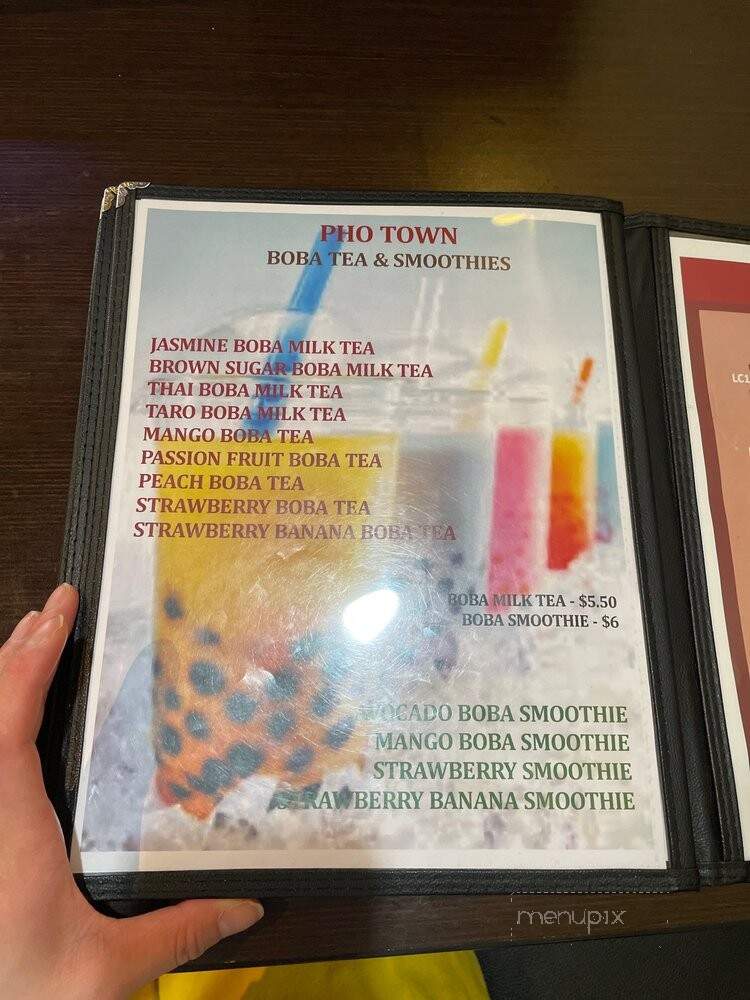 PHO TOWN
BOBA TEA & SMOOTHIES
JASMINE BOBA MILK TEA
BROWN SUGAR BOBA MILK TEA
THAI BOBA MILK TEA
TARO BOBA MILK TEA
MANGO BOBA TEA
PASSION FRUIT BOBA TEA
PEACH BOBA TEA
STRAWBERRY BOBA TEA
STRAWBERRY BANANA BOBA TEA
BOBA MILK TEA - $5.50
BOBA SMOOTHIE - $6
AVOCADO BOBA SMOOTHIE
MANGO BOBA SMOOTHIE
STRAWBERRY SMOOTHIE
STRAWBERRY BANANA SMOOTHIE
menupix